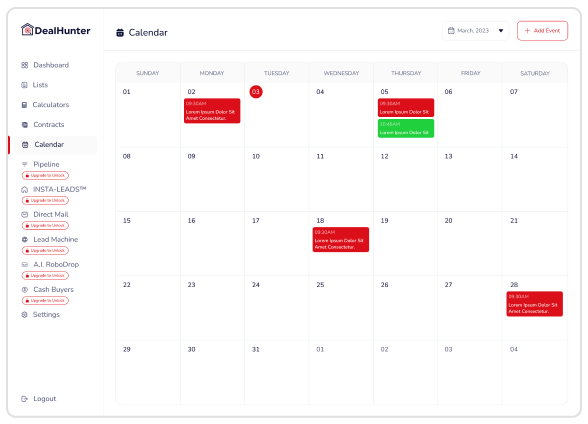 DealHunter
Calendar
March, 2023
+ Add Event
Dashboard
Lists
Calculators
Contracts
Calendar
Pipeline
Upgrade to Unlock
INSTA-LEADS™
Upgrade to Unlock
Direct Mail
Upgrade to Unlock
Lead Machine
Upgrade to Unlock
A.I. RoboDrop
Upgrade to Unlock
Cash Buyers
Upgrade to Unlock
Settings
Logout
SUNDAY MONDAY TUESDAY WEDNESDAY THURSDAY FRIDAY SATURDAY
01 02 03 04 05 06 07
09:30AM
Lorem Ipsum Dolor Sit
Amet Consectetur.
09:30AM
Lorem Ipsum Dolor Sit
10:45AM
Lorem Ipsum Dolor Sit
08 09 10 11 12 13 14
15 16 17 18 19 20 21
09:30AM
Lorem Ipsum Dolor Sit
Amet Consectetur.
22 23 24 25 26 27 28
09:30AM
Lorem Ipsum Dolor Sit
Amet Consectetur.
29 30 31 01 02 03 04